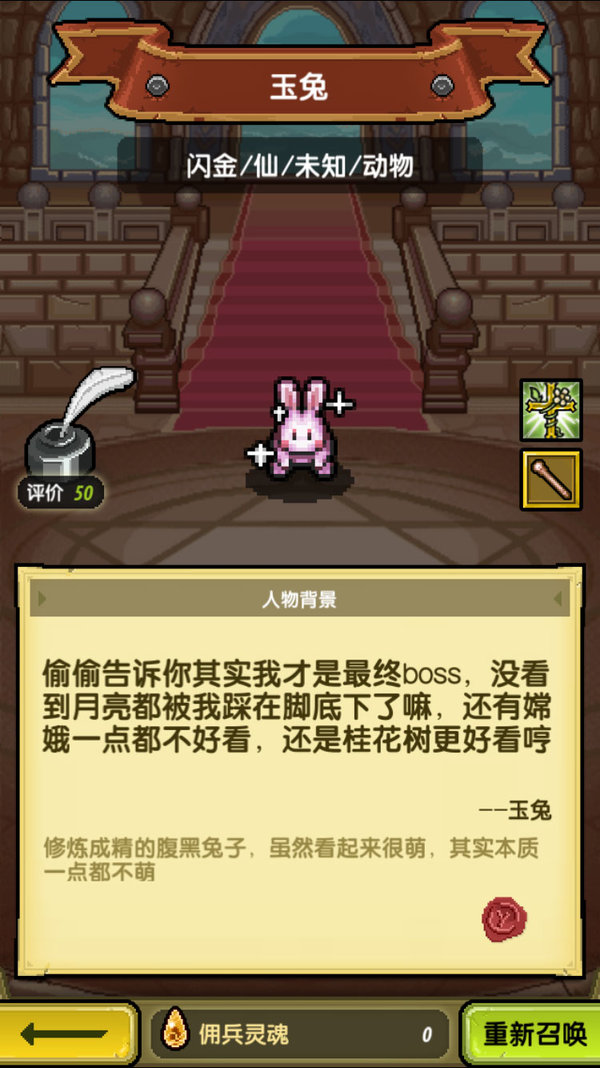 玉兔
闪金/仙/未知/动物
评价 50
人物背景
偷偷告诉你其实我才是最终boss，没看
到月亮都被我踩在脚底下了嘛，还有嫦
娥一点都不好看，还是桂花树更好看哼
--玉兔
修炼成精的腹黑兔子，虽然看起来很萌，其实本质
一点都不萌
Y
佣兵灵魂 0
重新召唤